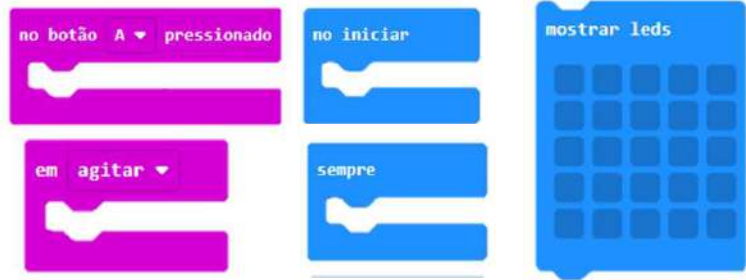 no botão A pressionado
no iniciar
mostrar leds
em agitar
sempre